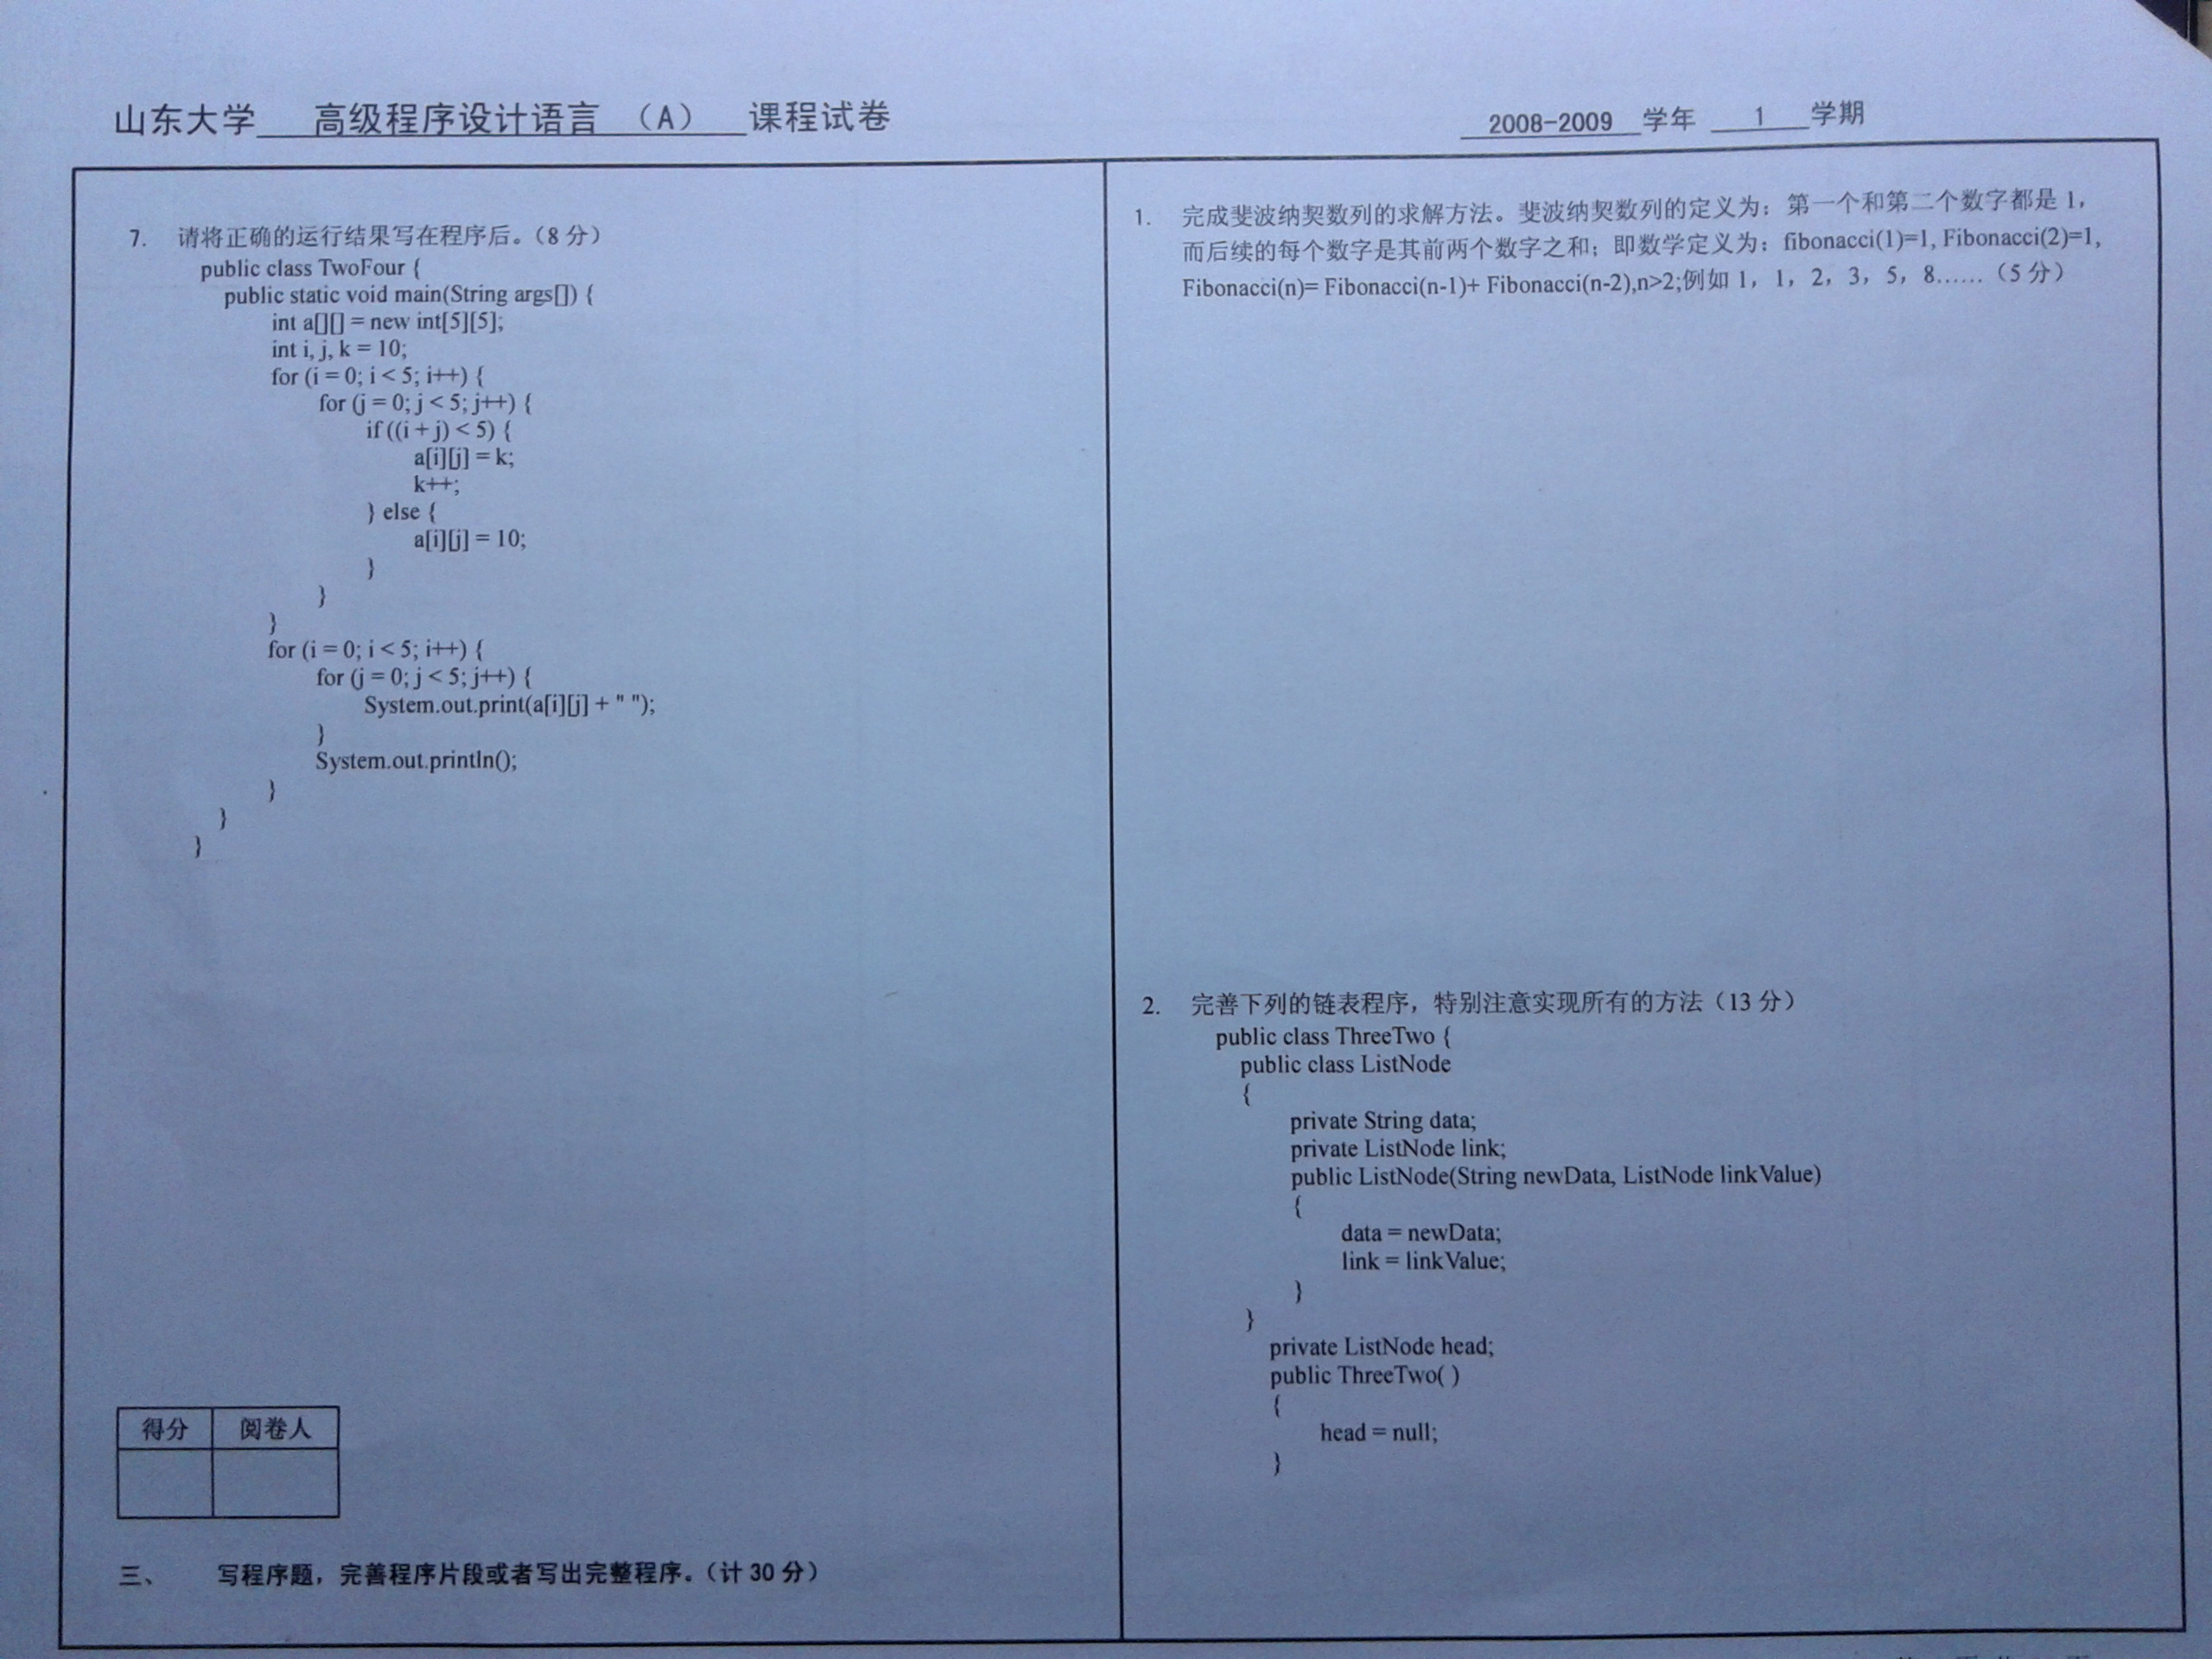 山东大学 高级程序设计语言 （A） 课程试卷
2008-2009 学年 1 学期
7. 请将正确的运行结果写在程序后。（8 分）
public class TwoFour {
public static void main(String args[]) {
int a[][] = new int[5][5];
int i, j, k = 10;
for (i = 0; i < 5; i++) {
for (j = 0; j < 5; j++) {
if ((i + j) < 5) {
a[i][j] = k;
k++;
} else {
a[i][j] = 10;
}
}
}
for (i = 0; i < 5; i++) {
for (j = 0; j < 5; j++) {
System.out.print(a[i][j] + " ");
}
System.out.println();
}
}
}
得分 阅卷人
三、 写程序题，完善程序片段或者写出完整程序。（计 30 分）
1. 完成斐波纳契数列的求解方法。斐波纳契数列的定义为：第一个和第二个数字都是 1，
而后续的每个数字是其前两个数字之和；即数学定义为：fibonacci(1)=1, Fibonacci(2)=1,
Fibonacci(n)= Fibonacci(n-1)+ Fibonacci(n-2),n>2;例如 1，1，2，3，5，8……（5 分）
2. 完善下列的链表程序，特别注意实现所有的方法（13 分）
public class ThreeTwo {
public class ListNode
{
private String data;
private ListNode link;
public ListNode(String newData, ListNode linkValue)
{
data = newData;
link = linkValue;
}
}
private ListNode head;
public ThreeTwo( )
{
head = null;
}